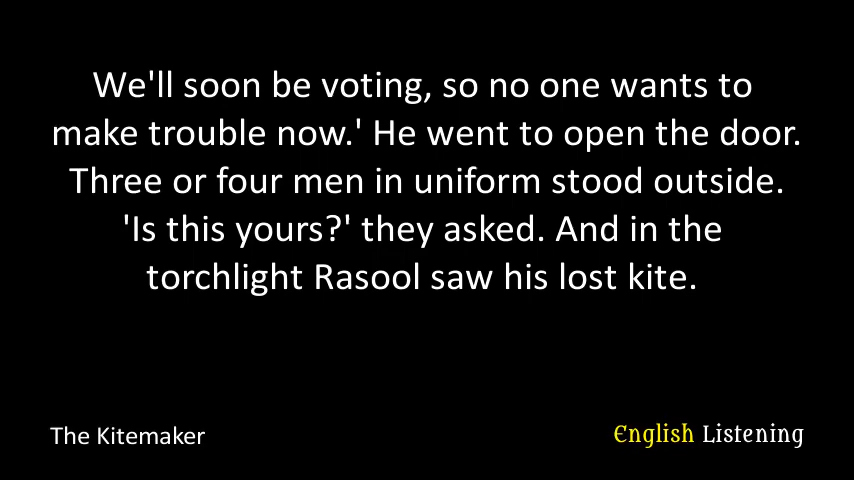 We'll soon be voting, so no one wants to
make trouble now.' He went to open the door.
Three or four men in uniform stood outside.
'Is this yours?' they asked. And in the
torchlight Rasool saw his lost kite.
The Kitemaker
English Listening